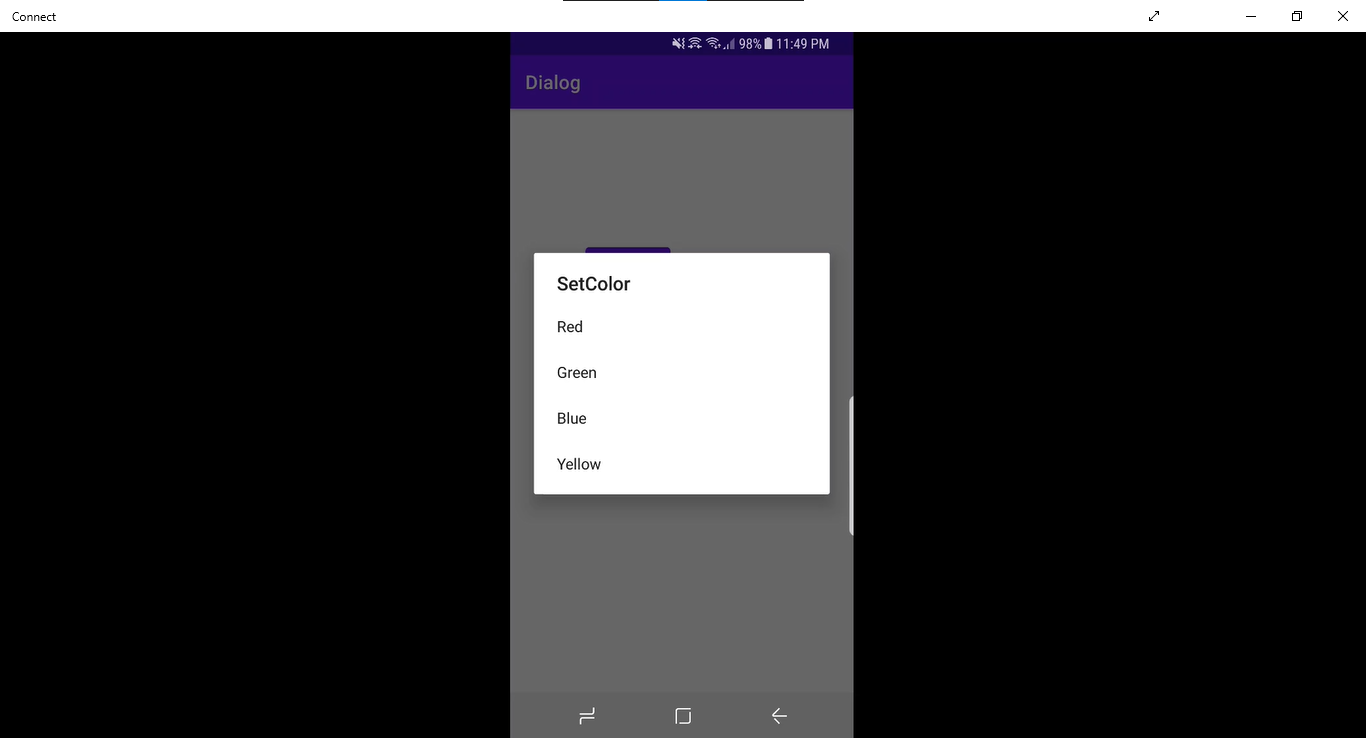 Connect
98% 11:49 PM
Dialog
SetColor
Red
Green
Blue
Yellow